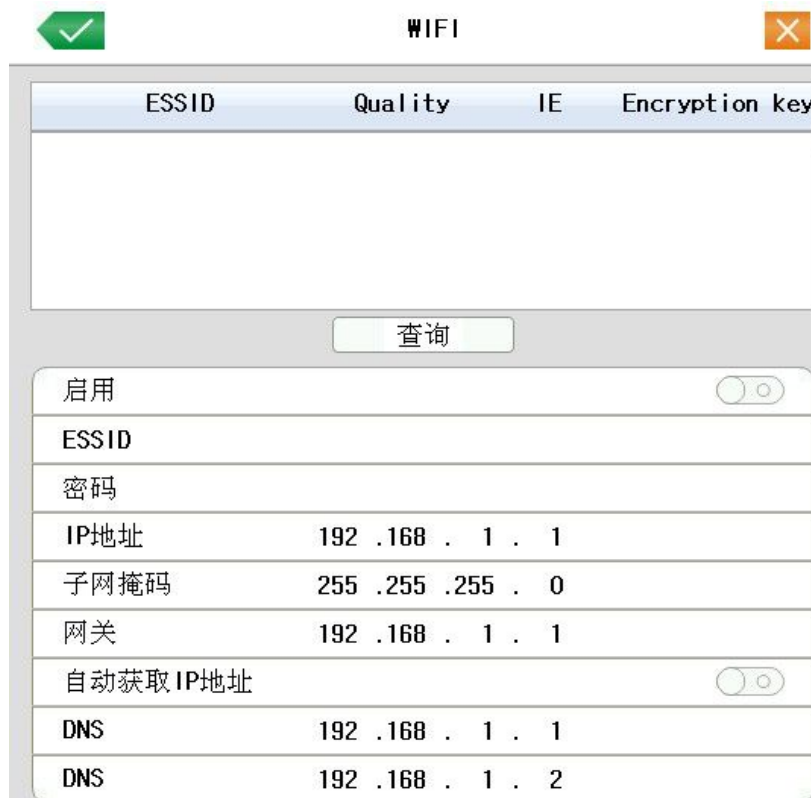 WIFI
ESSID Quality IE Encryption key
查询
启用
ESSID
密码
IP地址 192 .168 . 1 . 1
子网掩码 255 .255 .255 . 0
网关 192 .168 . 1 . 1
自动获取IP地址
DNS 192 .168 . 1 . 1
DNS 192 .168 . 1 . 2